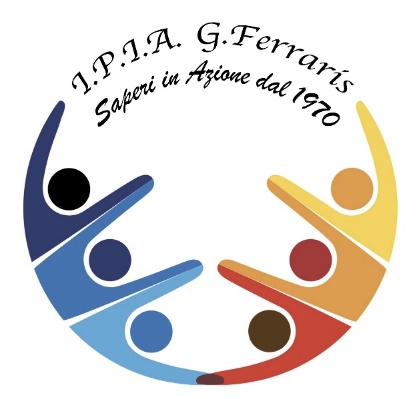 I.P.I.A. G.Ferraris
Saperi in Azione dal 1970